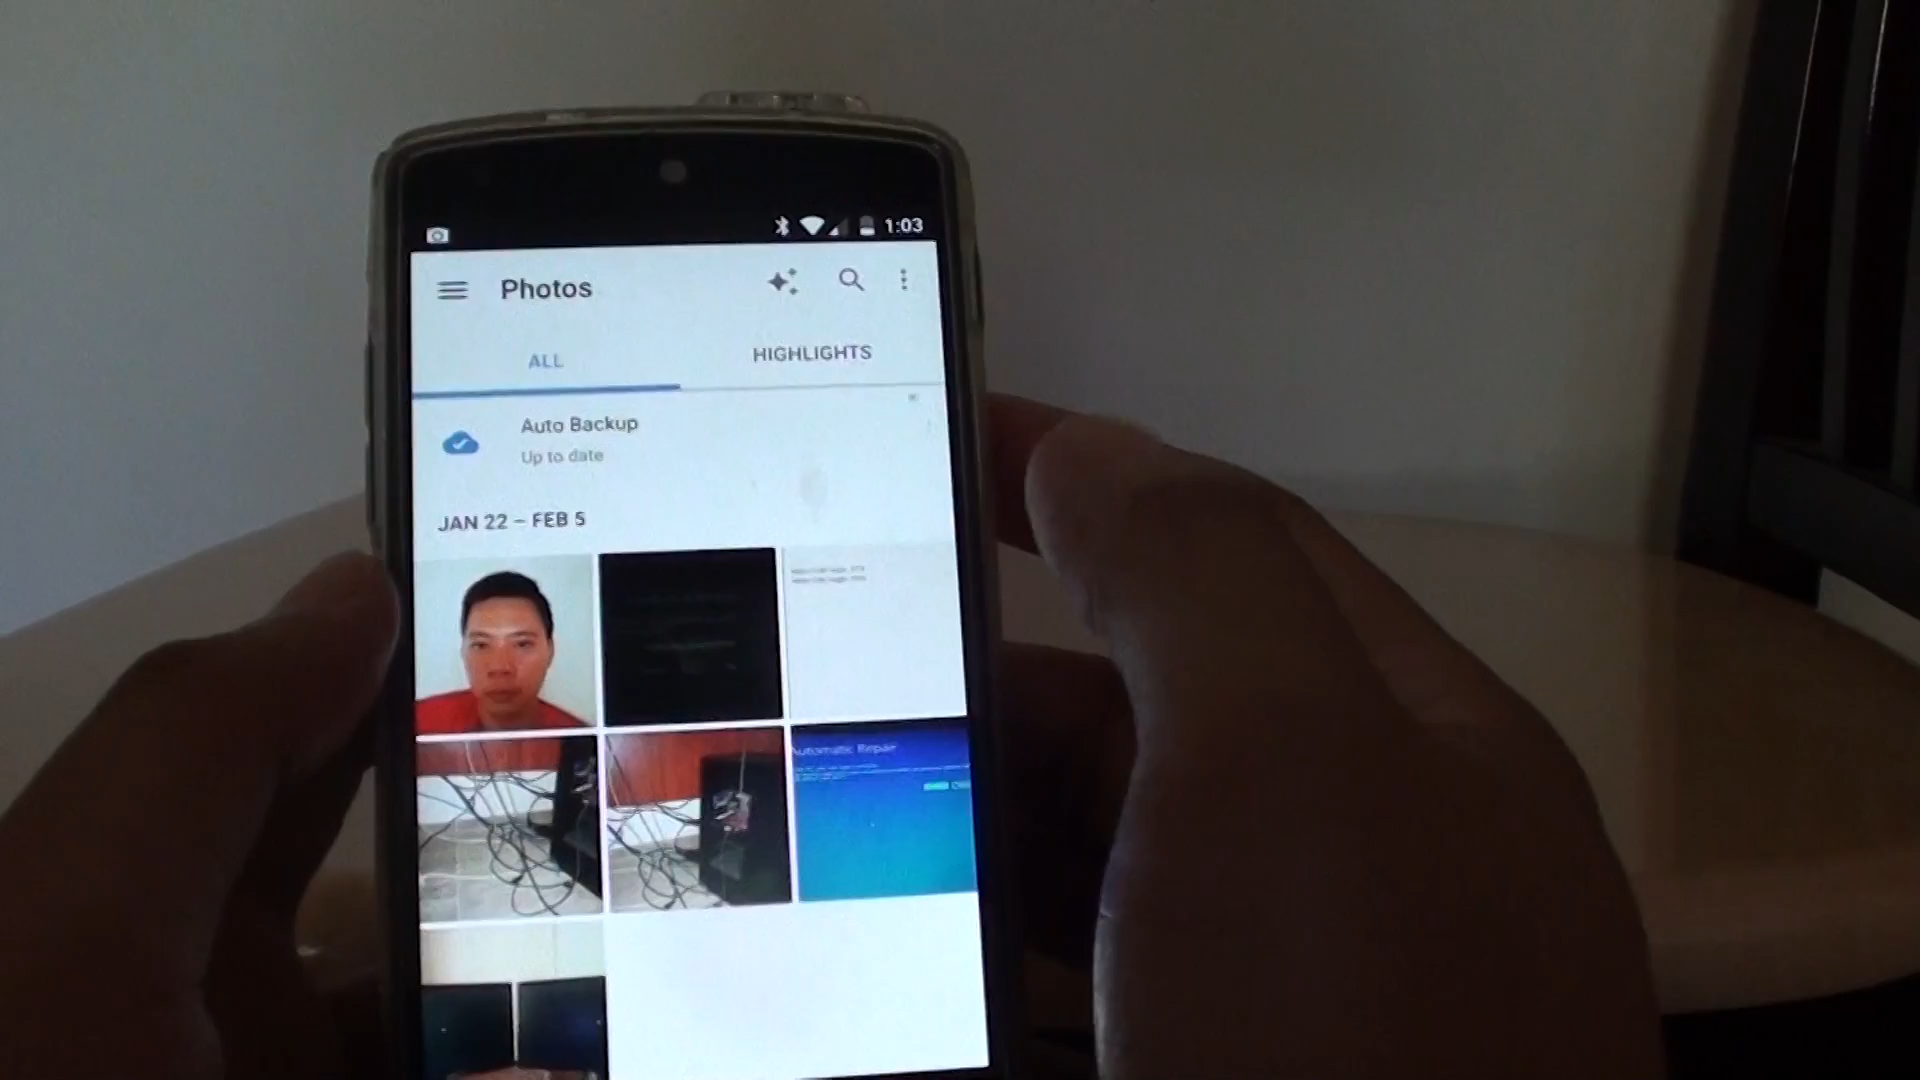 1:03
Photos
ALL
HIGHLIGHTS
Auto Backup
Up to date
JAN 22 – FEB 5
Automatic Repair